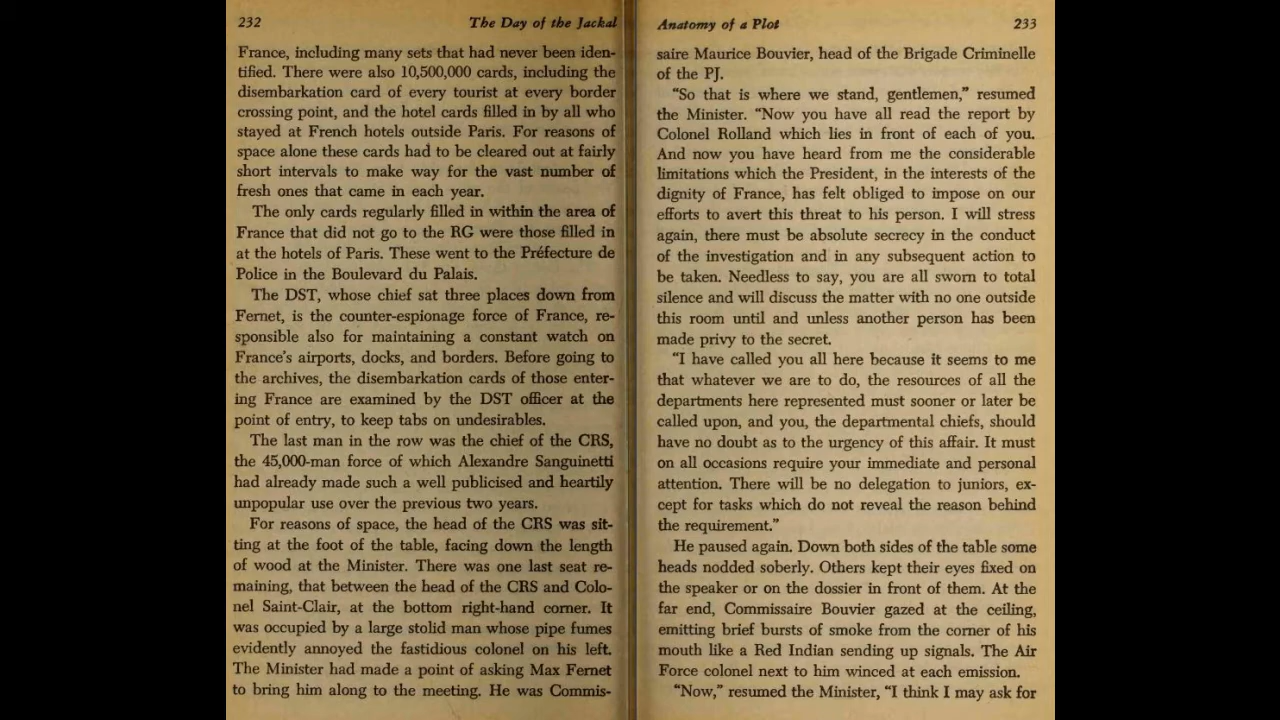 232
The Day of the Jackal
France, including many sets that had never been iden-
tified. There were also 10,500,000 cards, including the
disembarkation card of every tourist at every border
crossing point, and the hotel cards filled in by all who
stayed at French hotels outside Paris. For reasons of
space alone these cards had to be cleared out at fairly
short intervals to make way for the vast number of
fresh ones that came in each year.
The only cards regularly filled in within the area of
France that did not go to the RG were those filled in
at the hotels of Paris. These went to the Préfecture de
Police in the Boulevard du Palais.
The DST, whose chief sat three places down from
Fernet, is the counter-espionage force of France, re-
sponsible also for maintaining a constant watch on
France's airports, docks, and borders. Before going to
the archives, the disembarkation cards of those enter-
ing France are examined by the DST officer at the
point of entry, to keep tabs on undesirables.
The last man in the row was the chief of the CRS,
the 45,000-man force of which Alexandre Sanguinetti
had already made such a well publicised and heartily
unpopular use over the previous two years.
For reasons of space, the head of the CRS was sit-
ting at the foot of the table, facing down the length
of wood at the Minister. There was one last seat re-
maining, that between the head of the CRS and Colo-
nel Saint-Clair, at the bottom right-hand corner. It
was occupied by a large stolid man whose pipe fumes
evidently annoyed the fastidious colonel on his left.
The Minister had made a point of asking Max Fernet
to bring him along to the meeting. He was Commis-
Anatomy of a Plot
233
saire Maurice Bouvier, head of the Brigade Criminelle
of the PJ.
"So that is where we stand, gentlemen," resumed
the Minister. "Now you have all read the report by
Colonel Rolland which lies in front of each of you.
And now you have heard from me the considerable
limitations which the President, in the interests of the
dignity of France, has felt obliged to impose on our
efforts to avert this threat to his person. I will stress
again, there must be absolute secrecy in the conduct
of the investigation and in any subsequent action to
be taken. Needless to say, you are all sworn to total
silence and will discuss the matter with no one outside
this room until and unless another person has been
made privy to the secret.
"I have called you all here because it seems to me
that whatever we are to do, the resources of all the
departments here represented must sooner or later be
called upon, and you, the departmental chiefs, should
have no doubt as to the urgency of this affair. It must
on all occasions require your immediate and personal
attention. There will be no delegation to juniors, ex-
cept for tasks which do not reveal the reason behind
the requirement."
He paused again. Down both sides of the table some
heads nodded soberly. Others kept their eyes fixed on
the speaker or on the dossier in front of them. At the
far end, Commissaire Bouvier gazed at the ceiling,
emitting brief bursts of smoke from the corner of his
mouth like a Red Indian sending up signals. The Air
Force colonel next to him winced at each emission.
"Now," resumed the Minister, "I think I may ask for